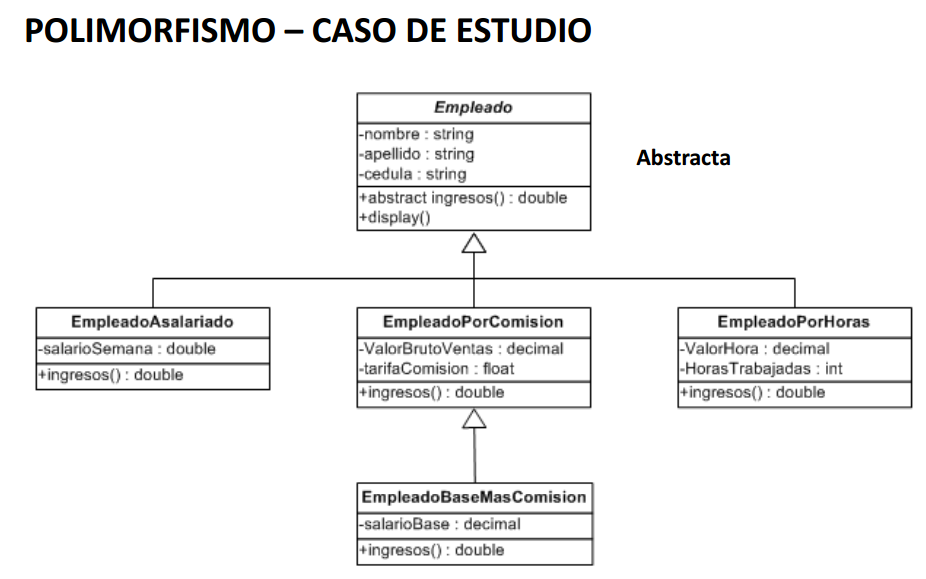 POLIMORFISMO – CASO DE ESTUDIO
Empleado
-nombre : string
-apellido : string
-cedula : string
+abstract ingresos() : double
+display()
Abstracta
EmpleadoAsalariado
-salarioSemana : double
+ingresos() : double
EmpleadoPorComision
-ValorBrutoVentas : decimal
-tarifaComision : float
+ingresos() : double
EmpleadoPorHoras
-ValorHora : decimal
-HorasTrabajadas : int
+ingresos() : double
EmpleadoBaseMasComision
-salarioBase : decimal
+ingresos() : double